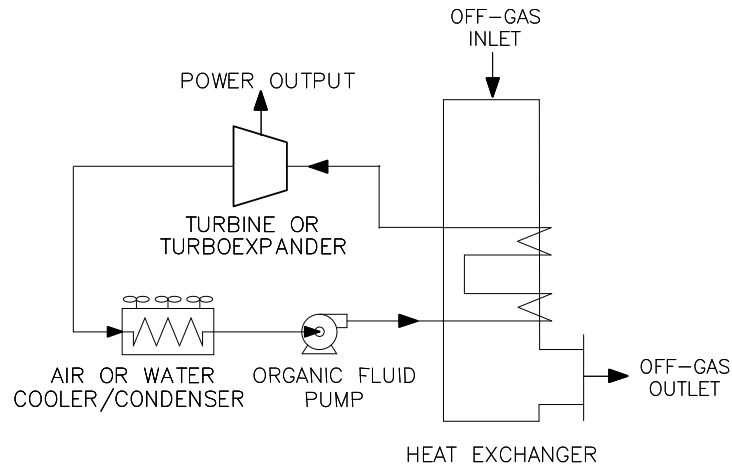 OFF-GAS
INLET
POWER OUTPUT
TURBINE OR
TURBOEXPANDER
AIR OR WATER
COOLER/CONDENSER
ORGANIC FLUID
PUMP
OFF-GAS
OUTLET
HEAT EXCHANGER